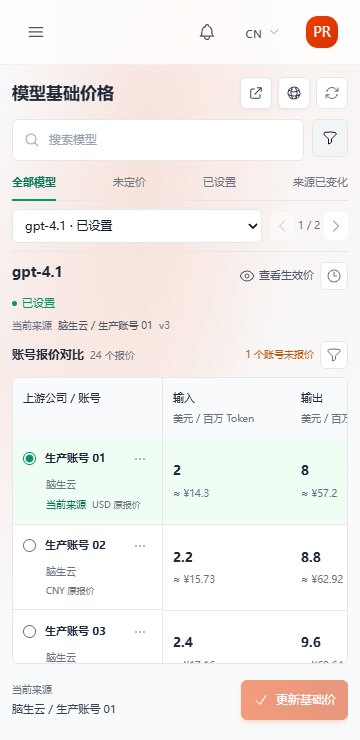 CN
PR
模型基础价格
搜索模型
全部模型 未定价 已设置 来源已变化
gpt-4.1 · 已设置
1 / 2
gpt-4.1
查看生效价
已设置
当前来源 脑生云 / 生产账号 01 v3
账号报价对比 24 个报价
1 个账号未报价
上游公司 / 账号 输入 输出
美元 / 百万 Token 美元 / 百万
生产账号 01 ···
脑生云
当前来源 USD 原报价
2 8
≈ ¥14.3 ≈ ¥57.2
生产账号 02 ···
脑生云
CNY 原报价
2.2 8.8
≈ ¥15.73 ≈ ¥62.92
生产账号 03 ···
脑生云
2.4 9.6
当前来源
脑生云 / 生产账号 01
更新基础价